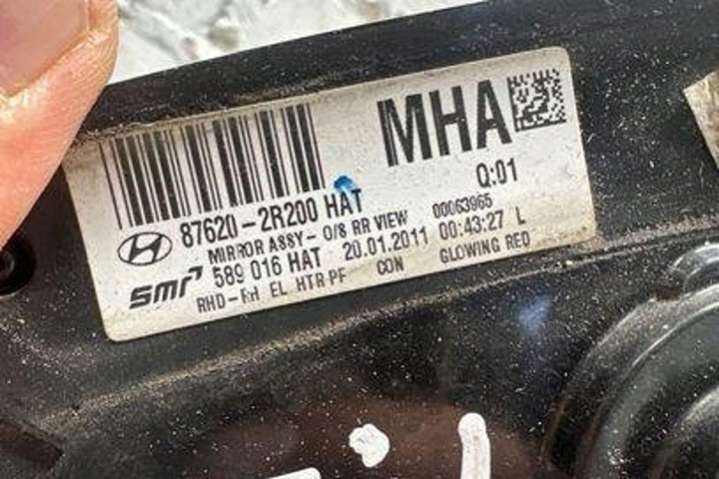 MHA
Q:01
87620-2R200 HAT
MIRROR ASSY-O/S RR VIEW 00063965
smr 589 016 HAT 20.01.2011 00:43:27 L
RHD-RH EL HTR PF CON GLOWING RED